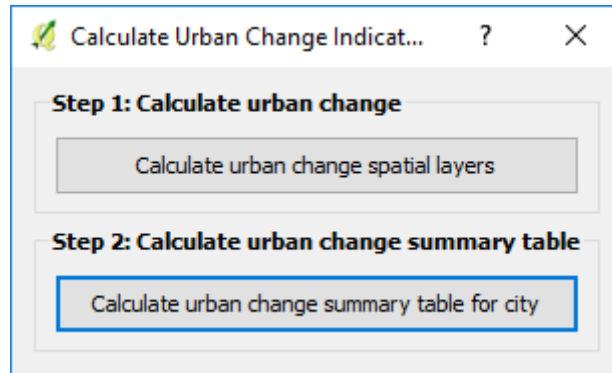 Calculate Urban Change Indicat... ? ×
Step 1: Calculate urban change
Calculate urban change spatial layers
Step 2: Calculate urban change summary table
Calculate urban change summary table for city